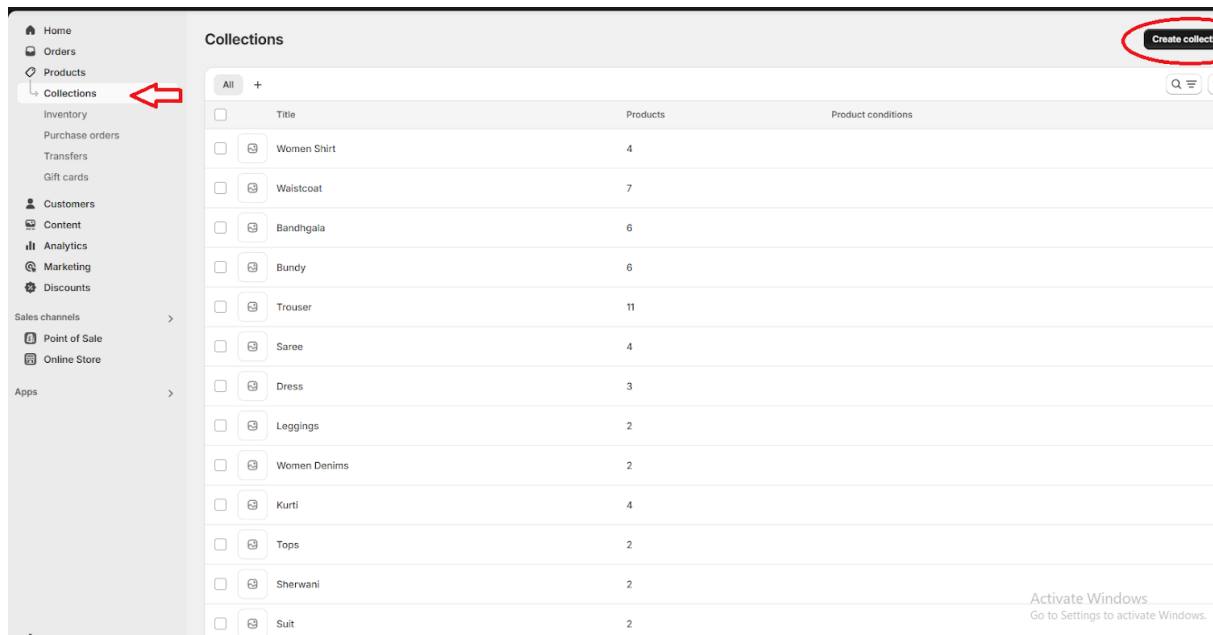 Home
Orders
Products
Collections
Inventory
Purchase orders
Transfers
Gift cards
Customers
Content
Analytics
Marketing
Discounts
Sales channels
Point of Sale
Online Store
Apps
Collections
Create collect
All +
Title Products Product conditions
Women Shirt 4
Waistcoat 7
Bandhgala 6
Bundy 6
Trouser 11
Saree 4
Dress 3
Leggings 2
Women Denims 2
Kurti 4
Tops 2
Sherwani 2
Suit 2
Activate Windows
Go to Settings to activate Windows.